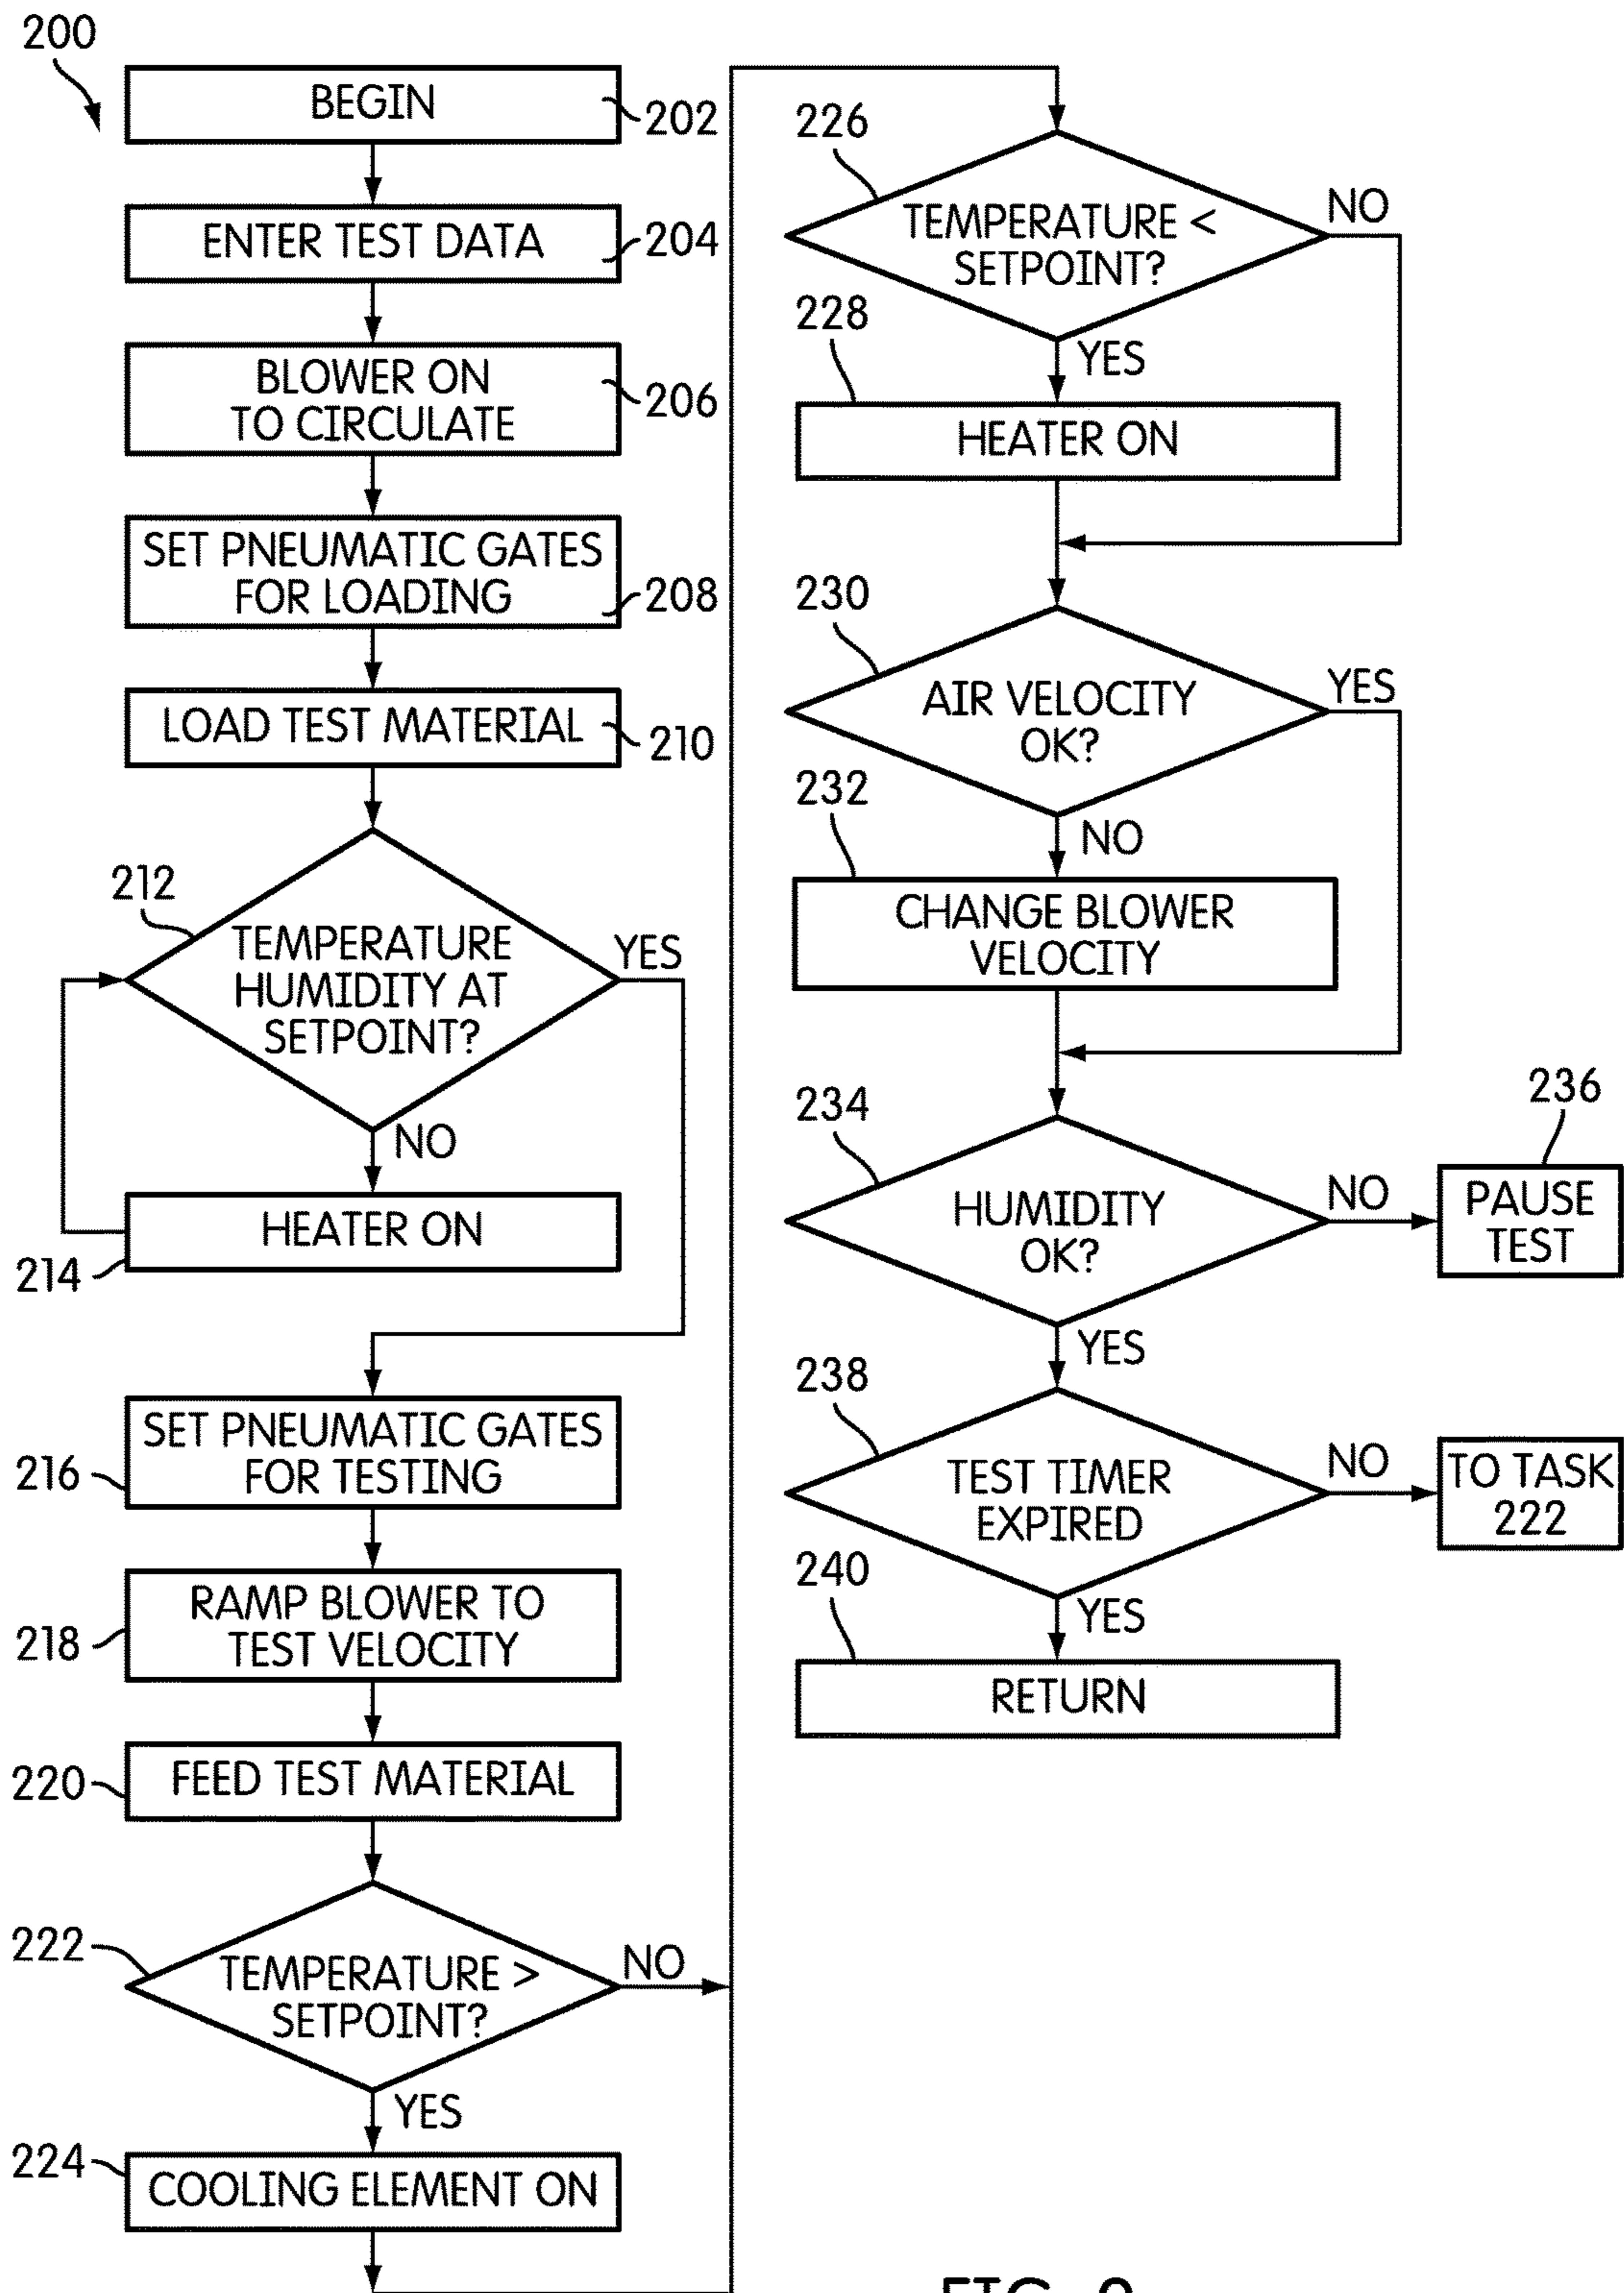 200
BEGIN
202
ENTER TEST DATA
204
BLOWER ON
TO CIRCULATE
206
SET PNEUMATIC GATES
FOR LOADING
208
LOAD TEST MATERIAL
210
212
TEMPERATURE
HUMIDITY AT
SETPOINT?
YES
NO
HEATER ON
214
SET PNEUMATIC GATES
FOR TESTING
216
RAMP BLOWER TO
TEST VELOCITY
218
FEED TEST MATERIAL
220
222
TEMPERATURE >
SETPOINT?
NO
YES
224
COOLING ELEMENT ON
226
TEMPERATURE <
SETPOINT?
NO
YES
228
HEATER ON
230
AIR VELOCITY
OK?
YES
NO
232
CHANGE BLOWER
VELOCITY
234
HUMIDITY
OK?
NO
236
PAUSE
TEST
YES
238
TEST TIMER
EXPIRED
NO
TO TASK
222
YES
240
RETURN